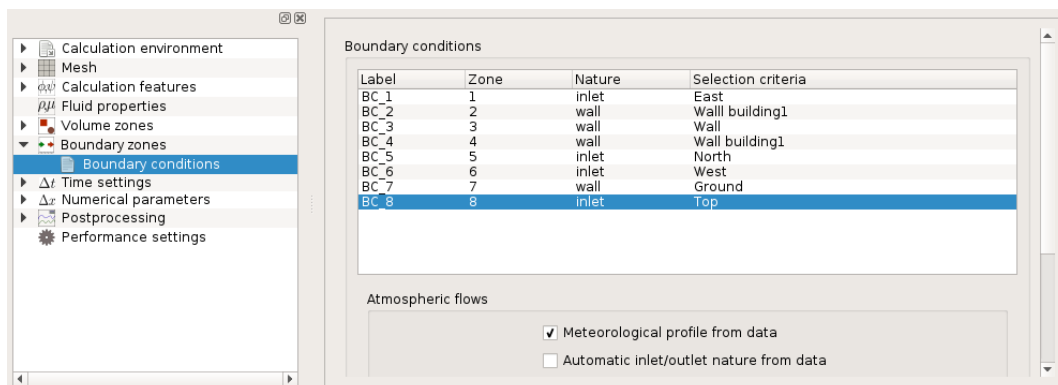 Calculation environment
Mesh
Calculation features
Fluid properties
Volume zones
Boundary zones
Boundary conditions
Δt Time settings
Δx Numerical parameters
Postprocessing
Performance settings
Boundary conditions
Label Zone Nature Selection criteria
BC_1 1 inlet East
BC_2 2 wall Walll building1
BC_3 3 wall Wall
BC_4 4 wall Wall building1
BC_5 5 inlet North
BC_6 6 inlet West
BC_7 7 wall Ground
BC_8 8 inlet Top
Atmospheric flows
Meteorological profile from data
Automatic inlet/outlet nature from data